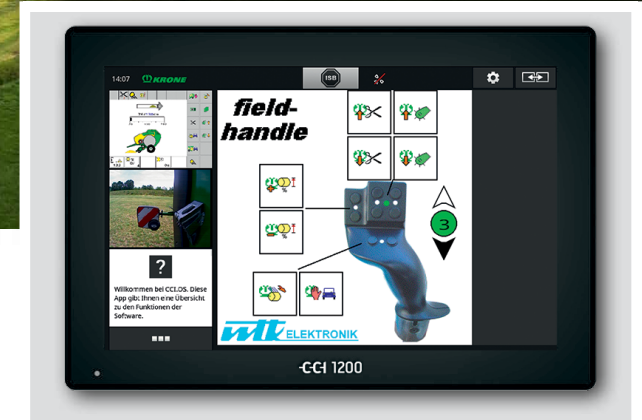 14:07 KRONE
ISB
field-
handle
%
%
3
?
Willkommen bei CCI.OS. Diese
App gibt Ihnen eine Übersicht
zu den Funktionen der
Software.
wtk ELEKTRONIK
CCI 1200